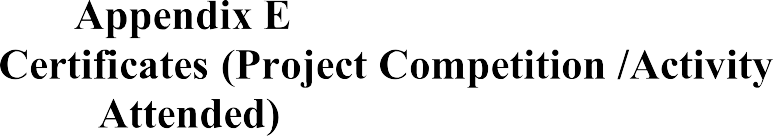 Appendix E
Certificates (Project Competition /Activity
Attended)